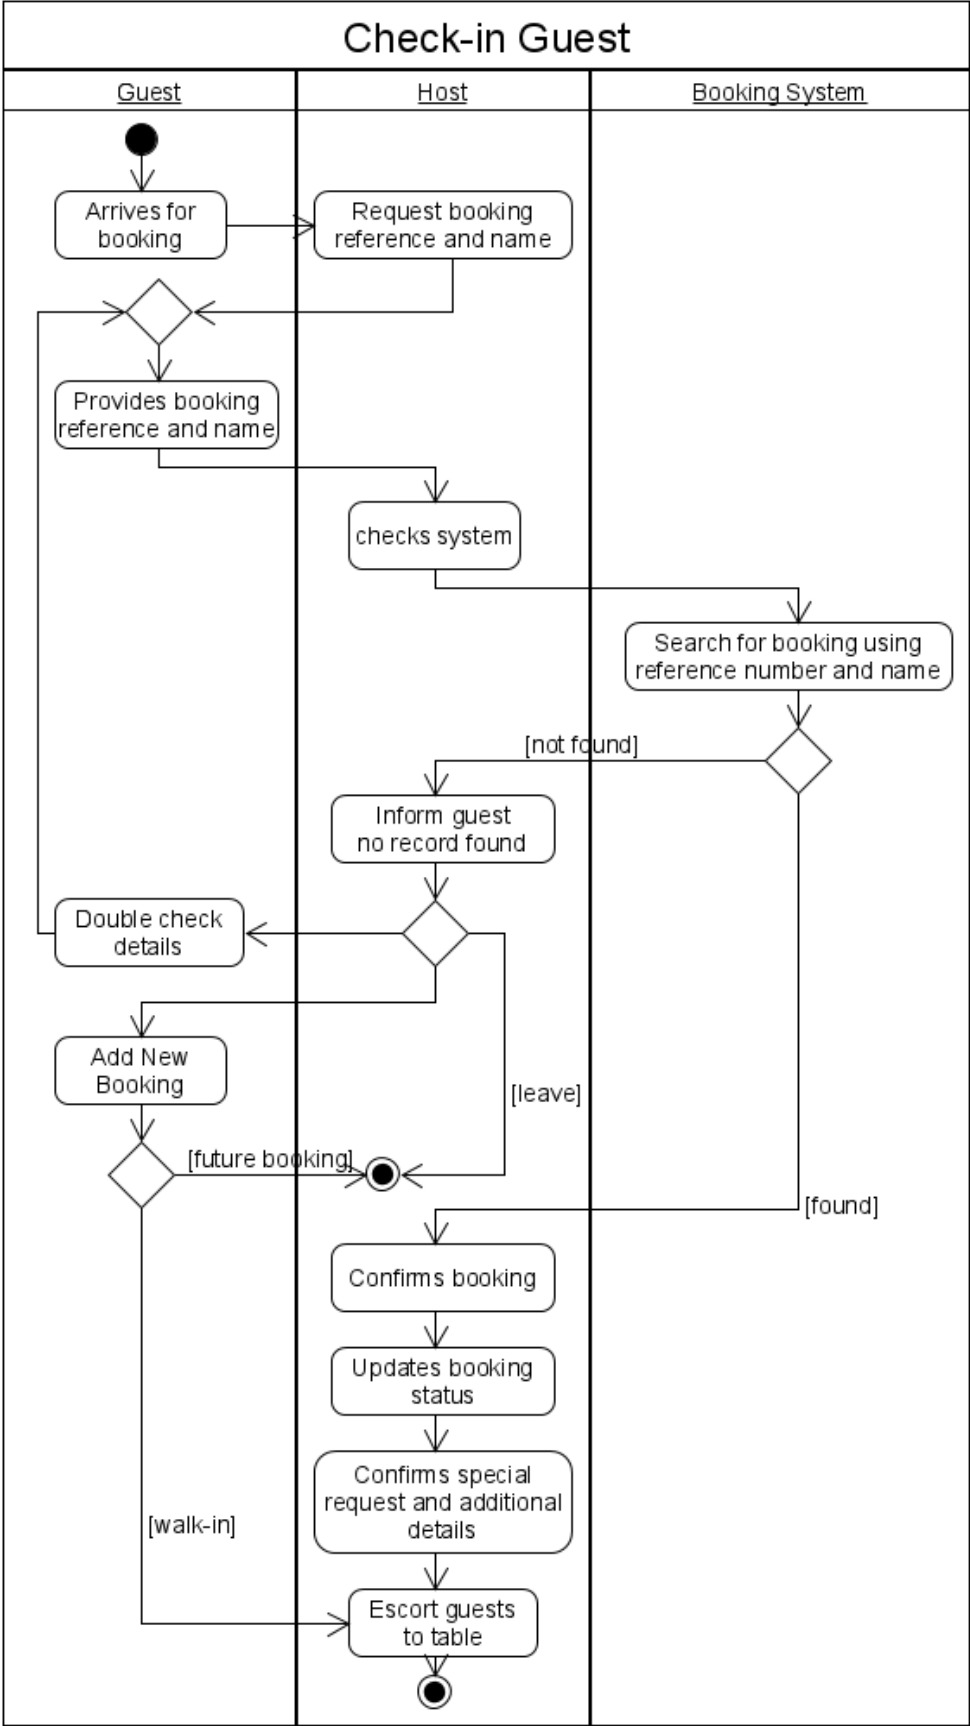 Check-in Guest
Guest
Host
Booking System
Arrives for
booking
Request booking
reference and name
Provides booking
reference and name
checks system
Search for booking using
reference number and name
[not found]
Inform guest
no record found
Double check
details
Add New
Booking
[leave]
[future booking]
[found]
Confirms booking
Updates booking
status
Confirms special
request and additional
details
[walk-in]
Escort guests
to table